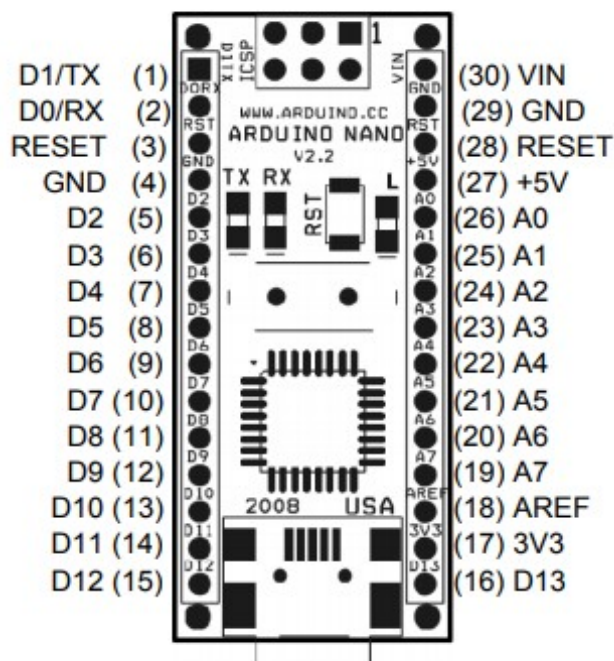 D1/TX (1)
D0/RX (2)
RESET (3)
GND (4)
D2 (5)
D3 (6)
D4 (7)
D5 (8)
D6 (9)
D7 (10)
D8 (11)
D9 (12)
D10 (13)
D11 (14)
D12 (15)
RST
GND
D2
D3
D4
D5
D6
D7
D8
D9
D10
D11
D12
ICSP
1
WWW.ARDUINO.CC
ARDUINO NANO
V2.2
TX RX
RST
L
2008 USA
VIN
GND
RST
+5V
A0
A1
A2
A3
A4
A5
A6
A7
AREF
3V3
D13
(30) VIN
(29) GND
(28) RESET
(27) +5V
(26) A0
(25) A1
(24) A2
(23) A3
(22) A4
(21) A5
(20) A6
(19) A7
(18) AREF
(17) 3V3
(16) D13